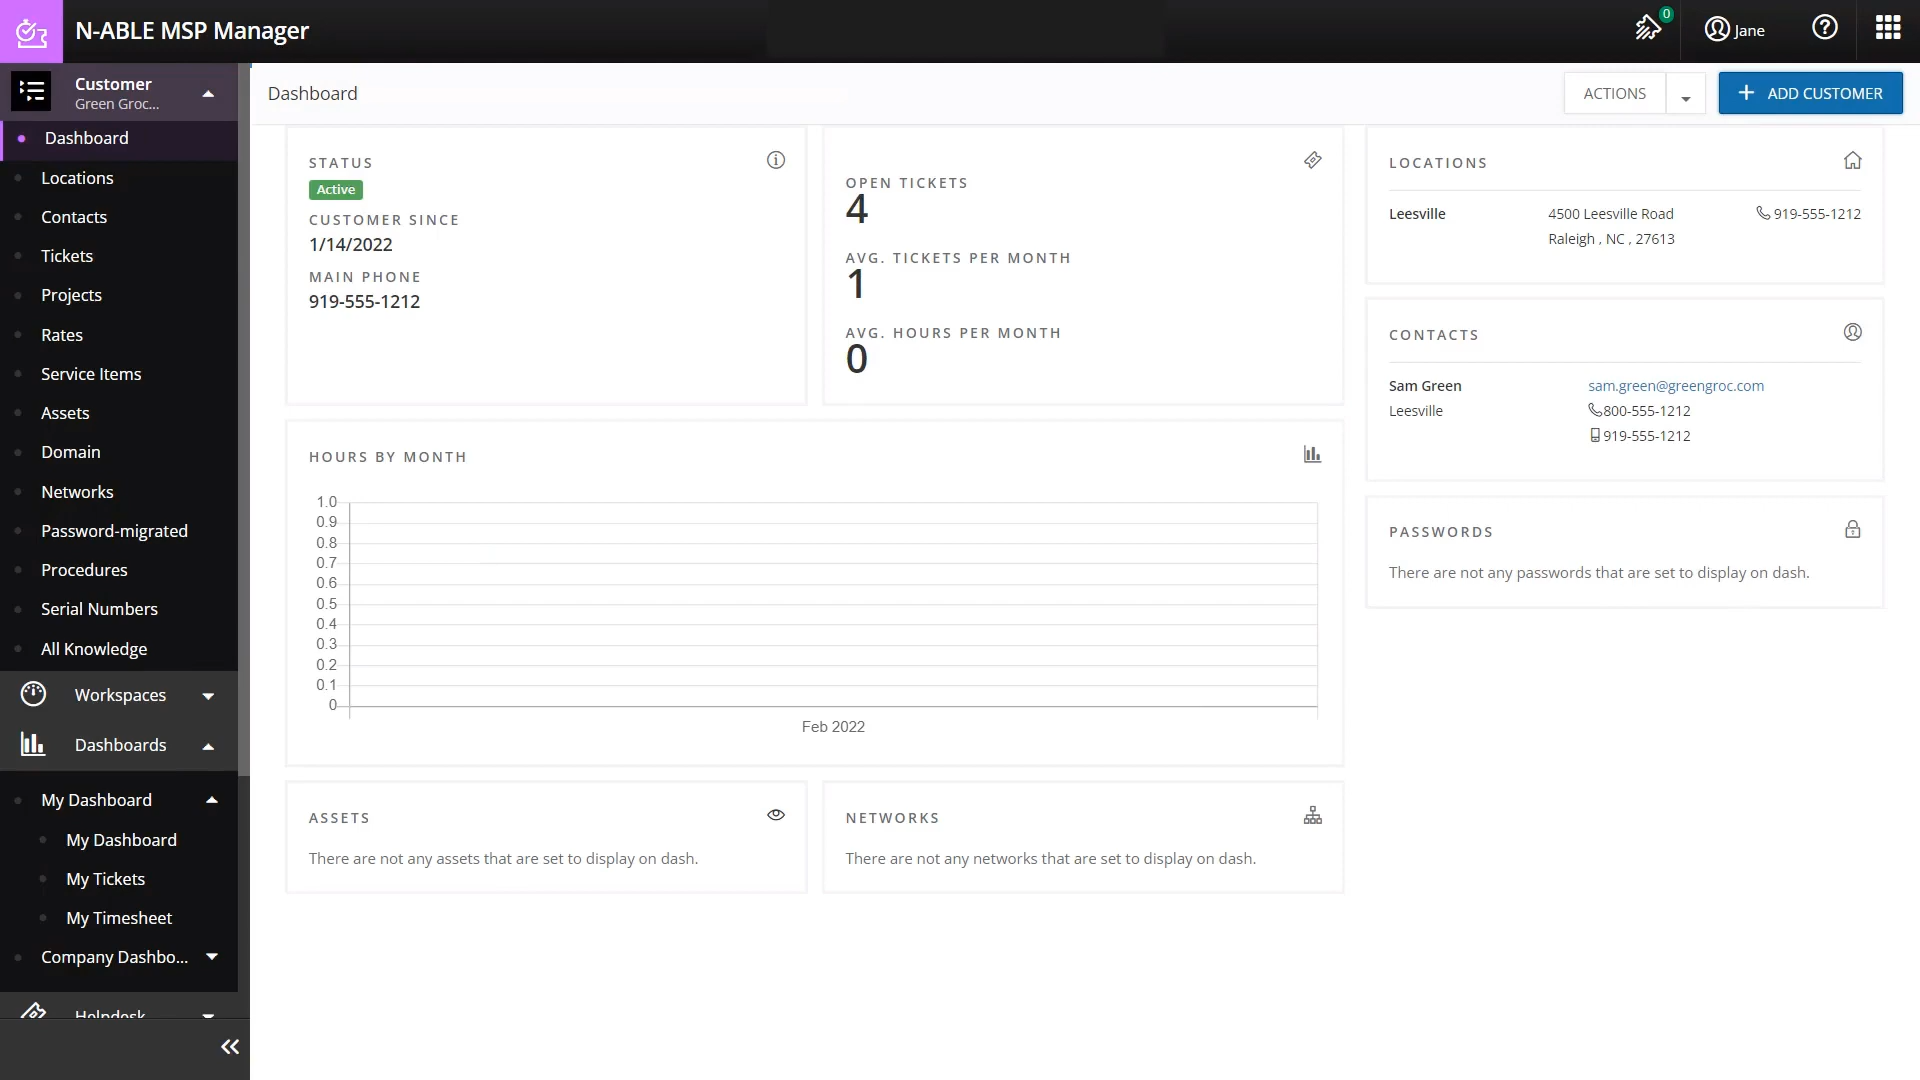 N-ABLE MSP Manager
0
Jane
Customer
Green Groc...
Dashboard
Locations
Contacts
Tickets
Projects
Rates
Service Items
Assets
Domain
Networks
Password-migrated
Procedures
Serial Numbers
All Knowledge
Workspaces
Dashboards
My Dashboard
My Dashboard
My Tickets
My Timesheet
Company Dashbo...
Helpdesk
Dashboard
ACTIONS
ADD CUSTOMER
STATUS
Active
CUSTOMER SINCE
1/14/2022
MAIN PHONE
919-555-1212
OPEN TICKETS
4
AVG. TICKETS PER MONTH
1
AVG. HOURS PER MONTH
0
HOURS BY MONTH
1.0
0.9
0.8
0.7
0.6
0.5
0.4
0.3
0.2
0.1
0
Feb 2022
ASSETS
There are not any assets that are set to display on dash.
NETWORKS
There are not any networks that are set to display on dash.
LOCATIONS
Leesville 4500 Leesville Road 919-555-1212
Raleigh , NC , 27613
CONTACTS
Sam Green sam.green@greengroc.com
Leesville 800-555-1212
919-555-1212
PASSWORDS
There are not any passwords that are set to display on dash.